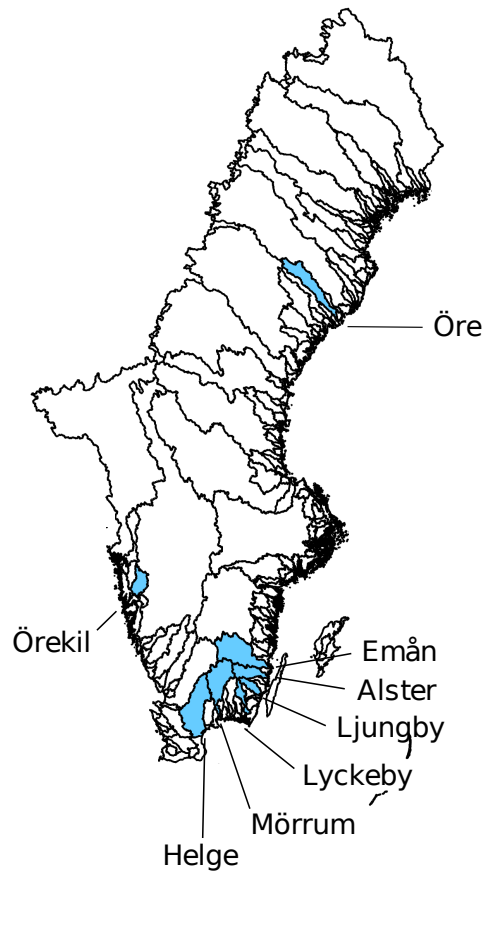 Öre
Örekil
Emån
Alster
Ljungby
Lyckeby
Mörrum
Helge